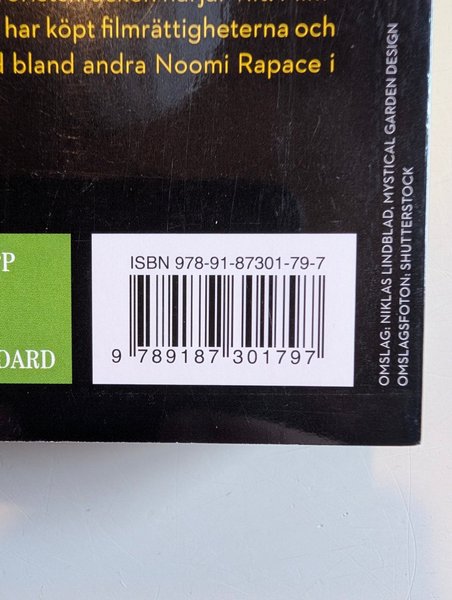 har köpt filmrättigheterna och
bland andra Noomi Rapace i
OMSLAG: NIKLAS LINDBLAD, MYSTICAL GARDEN DESIGN
OMSLAGSFOTON: SHUTTERSTOCK
ISBN 978-91-87301-79-7
9 789187 301797